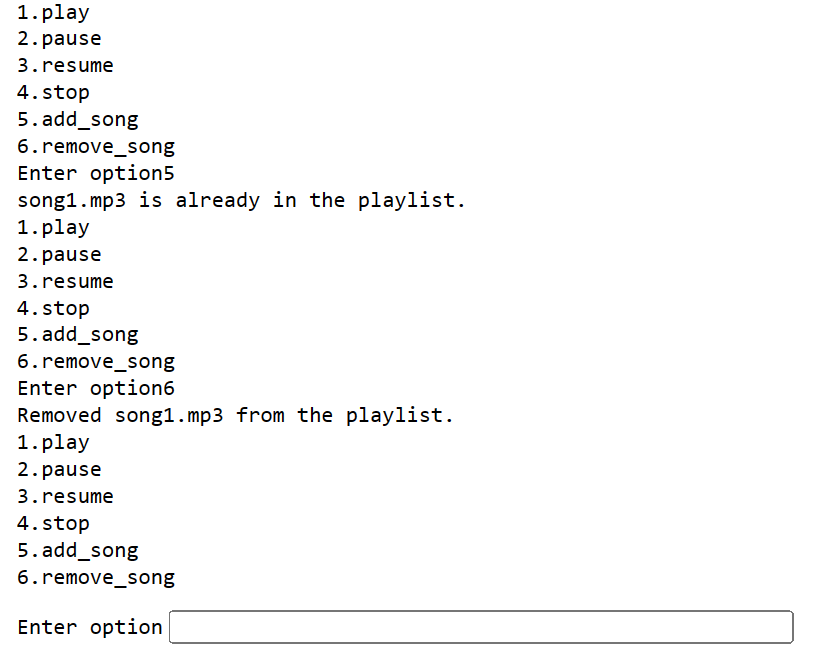 1.play
2.pause
3.resume
4.stop
5.add_song
6.remove_song
Enter option5
song1.mp3 is already in the playlist.
1.play
2.pause
3.resume
4.stop
5.add_song
6.remove_song
Enter option6
Removed song1.mp3 from the playlist.
1.play
2.pause
3.resume
4.stop
5.add_song
6.remove_song
Enter option